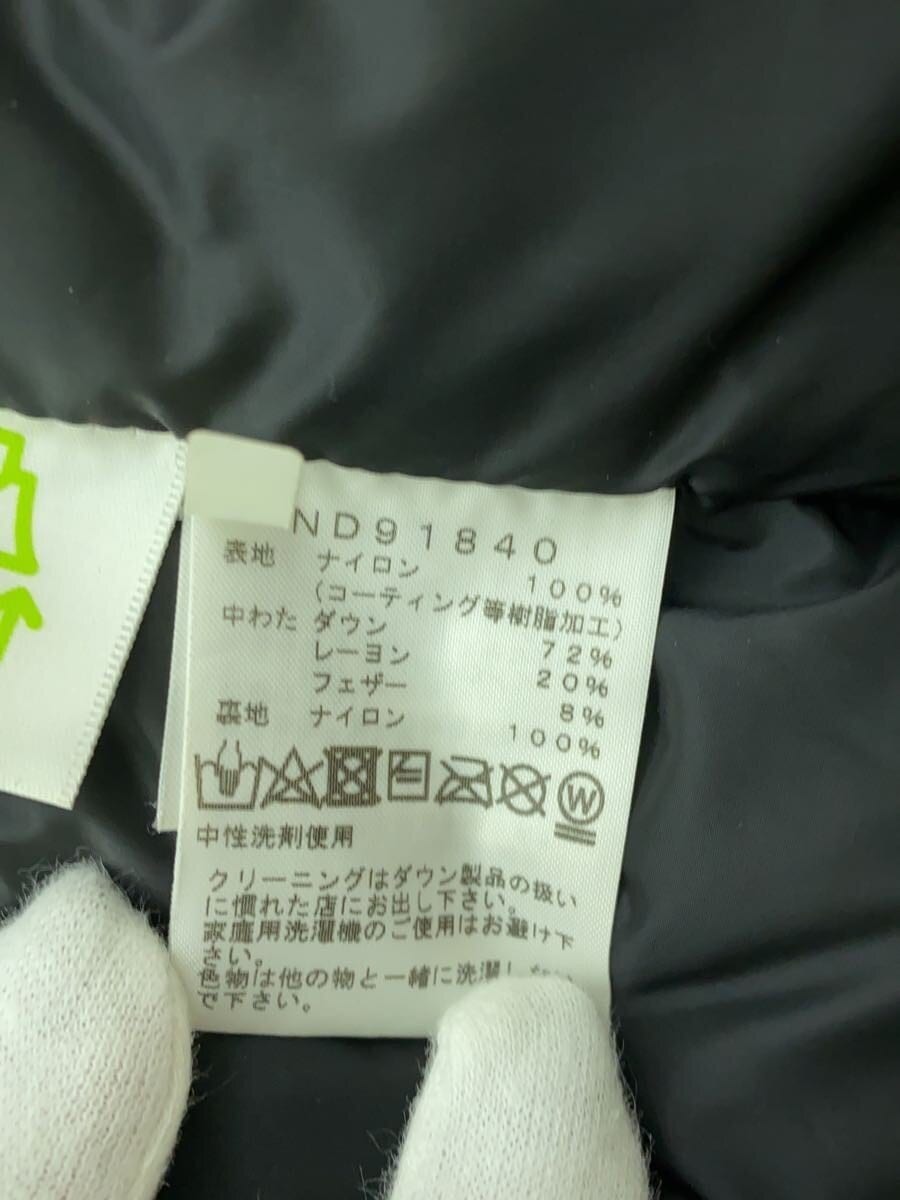 ND91840
表地 ナイロン 100%
(コーティング等樹脂加工)
中わた ダウン 72%
レーヨン 20%
フェザー 8%
裏地 ナイロン 100%
W
中性洗剤使用
クリーニングはダウン製品の扱い
に慣れた店にお出し下さい。
家庭用洗濯機のご使用はお避け下
さい。
色物は他の物と一緒に洗濯しない
で下さい。